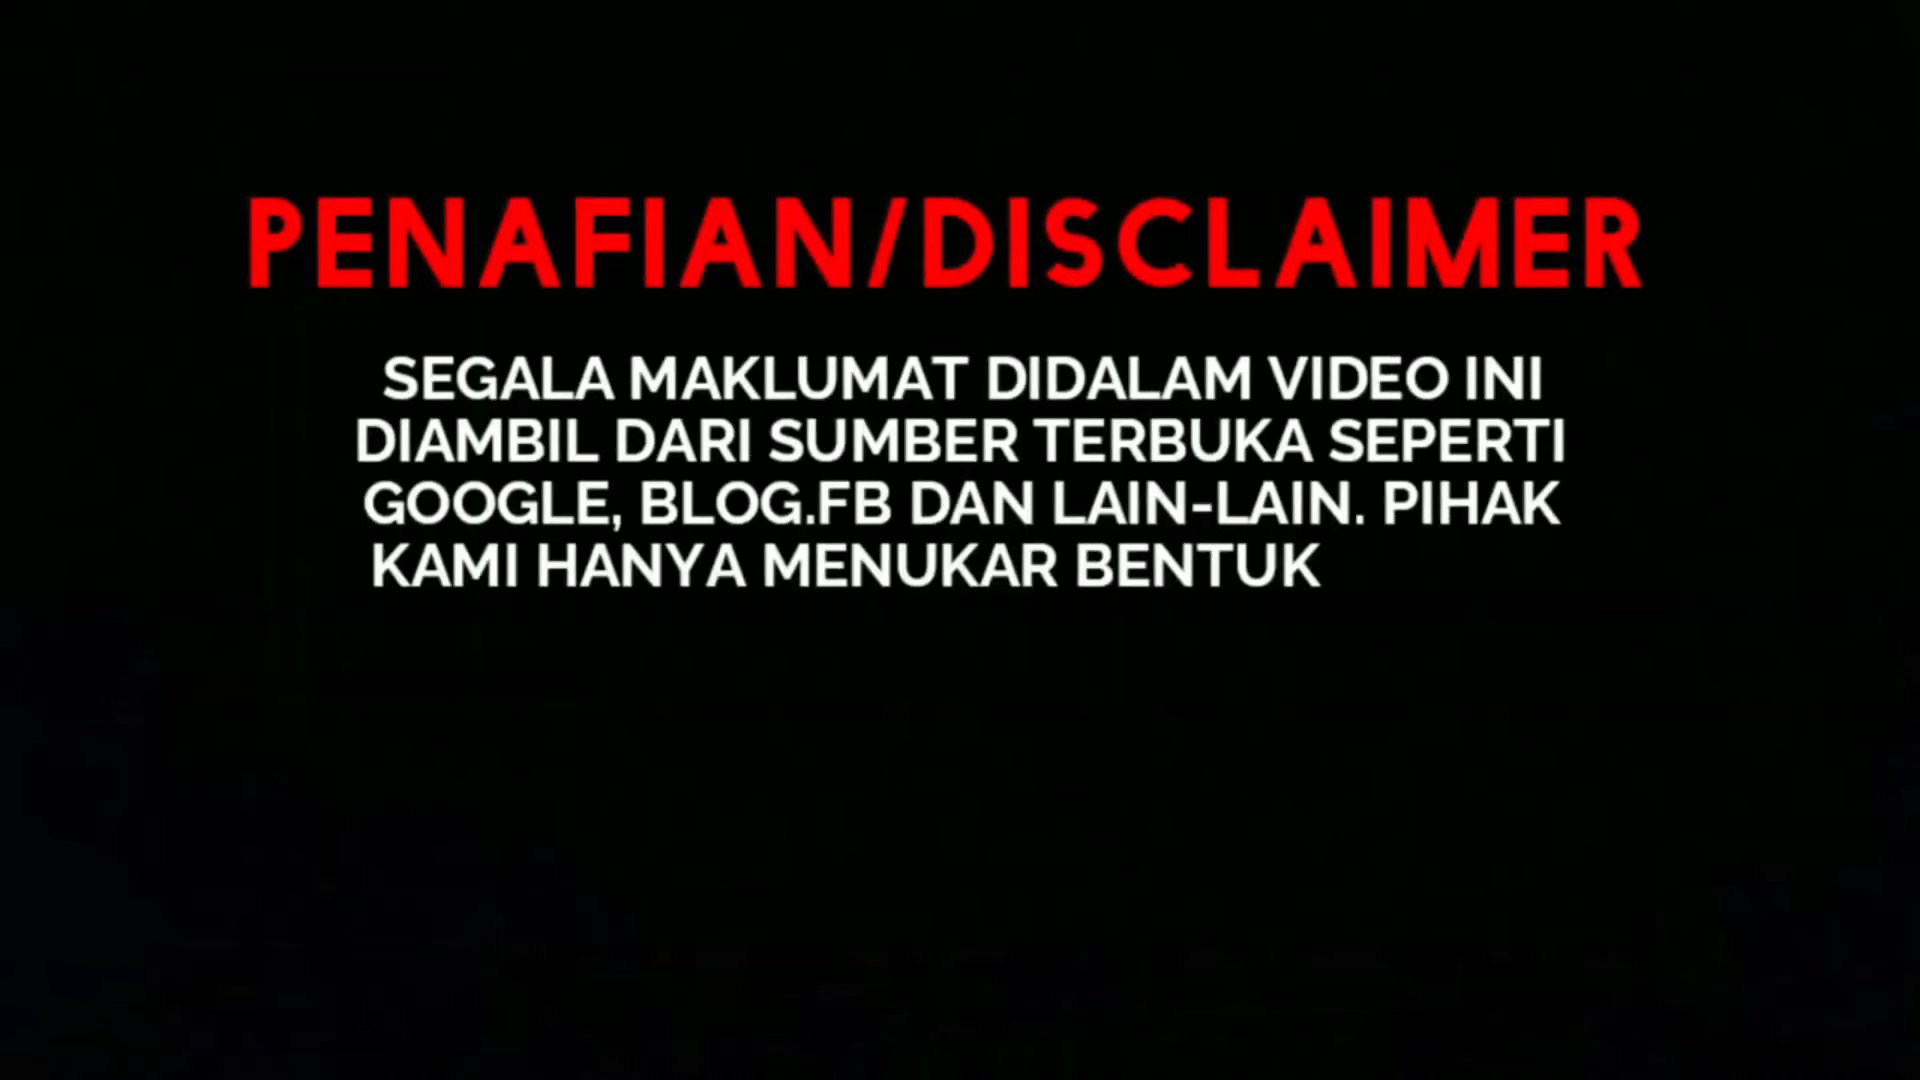 PENAFIAN/DISCLAIMER
SEGALA MAKLUMAT DIDALAM VIDEO INI
DIAMBIL DARI SUMBER TERBUKA SEPERTI
GOOGLE, BLOG.FB DAN LAIN-LAIN. PIHAK
KAMI HANYA MENUKAR BENTUK